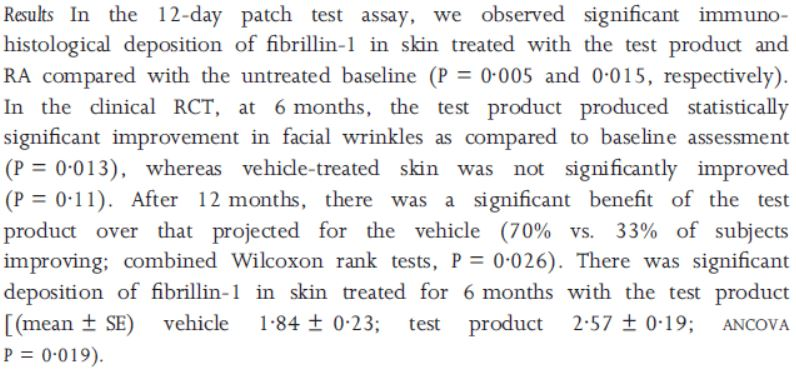 Results In the 12-day patch test assay, we observed significant immuno-
histological deposition of fibrillin-1 in skin treated with the test product and
RA compared with the untreated baseline (P = 0·005 and 0·015, respectively).
In the clinical RCT, at 6 months, the test product produced statistically
significant improvement in facial wrinkles as compared to baseline assessment
(P = 0·013), whereas vehicle-treated skin was not significantly improved
(P = 0·11). After 12 months, there was a significant benefit of the test
product over that projected for the vehicle (70% vs. 33% of subjects
improving; combined Wilcoxon rank tests, P = 0·026). There was significant
deposition of fibrillin-1 in skin treated for 6 months with the test product
[(mean ± SE) vehicle 1·84 ± 0·23; test product 2·57 ± 0·19; ANCOVA
P = 0·019).